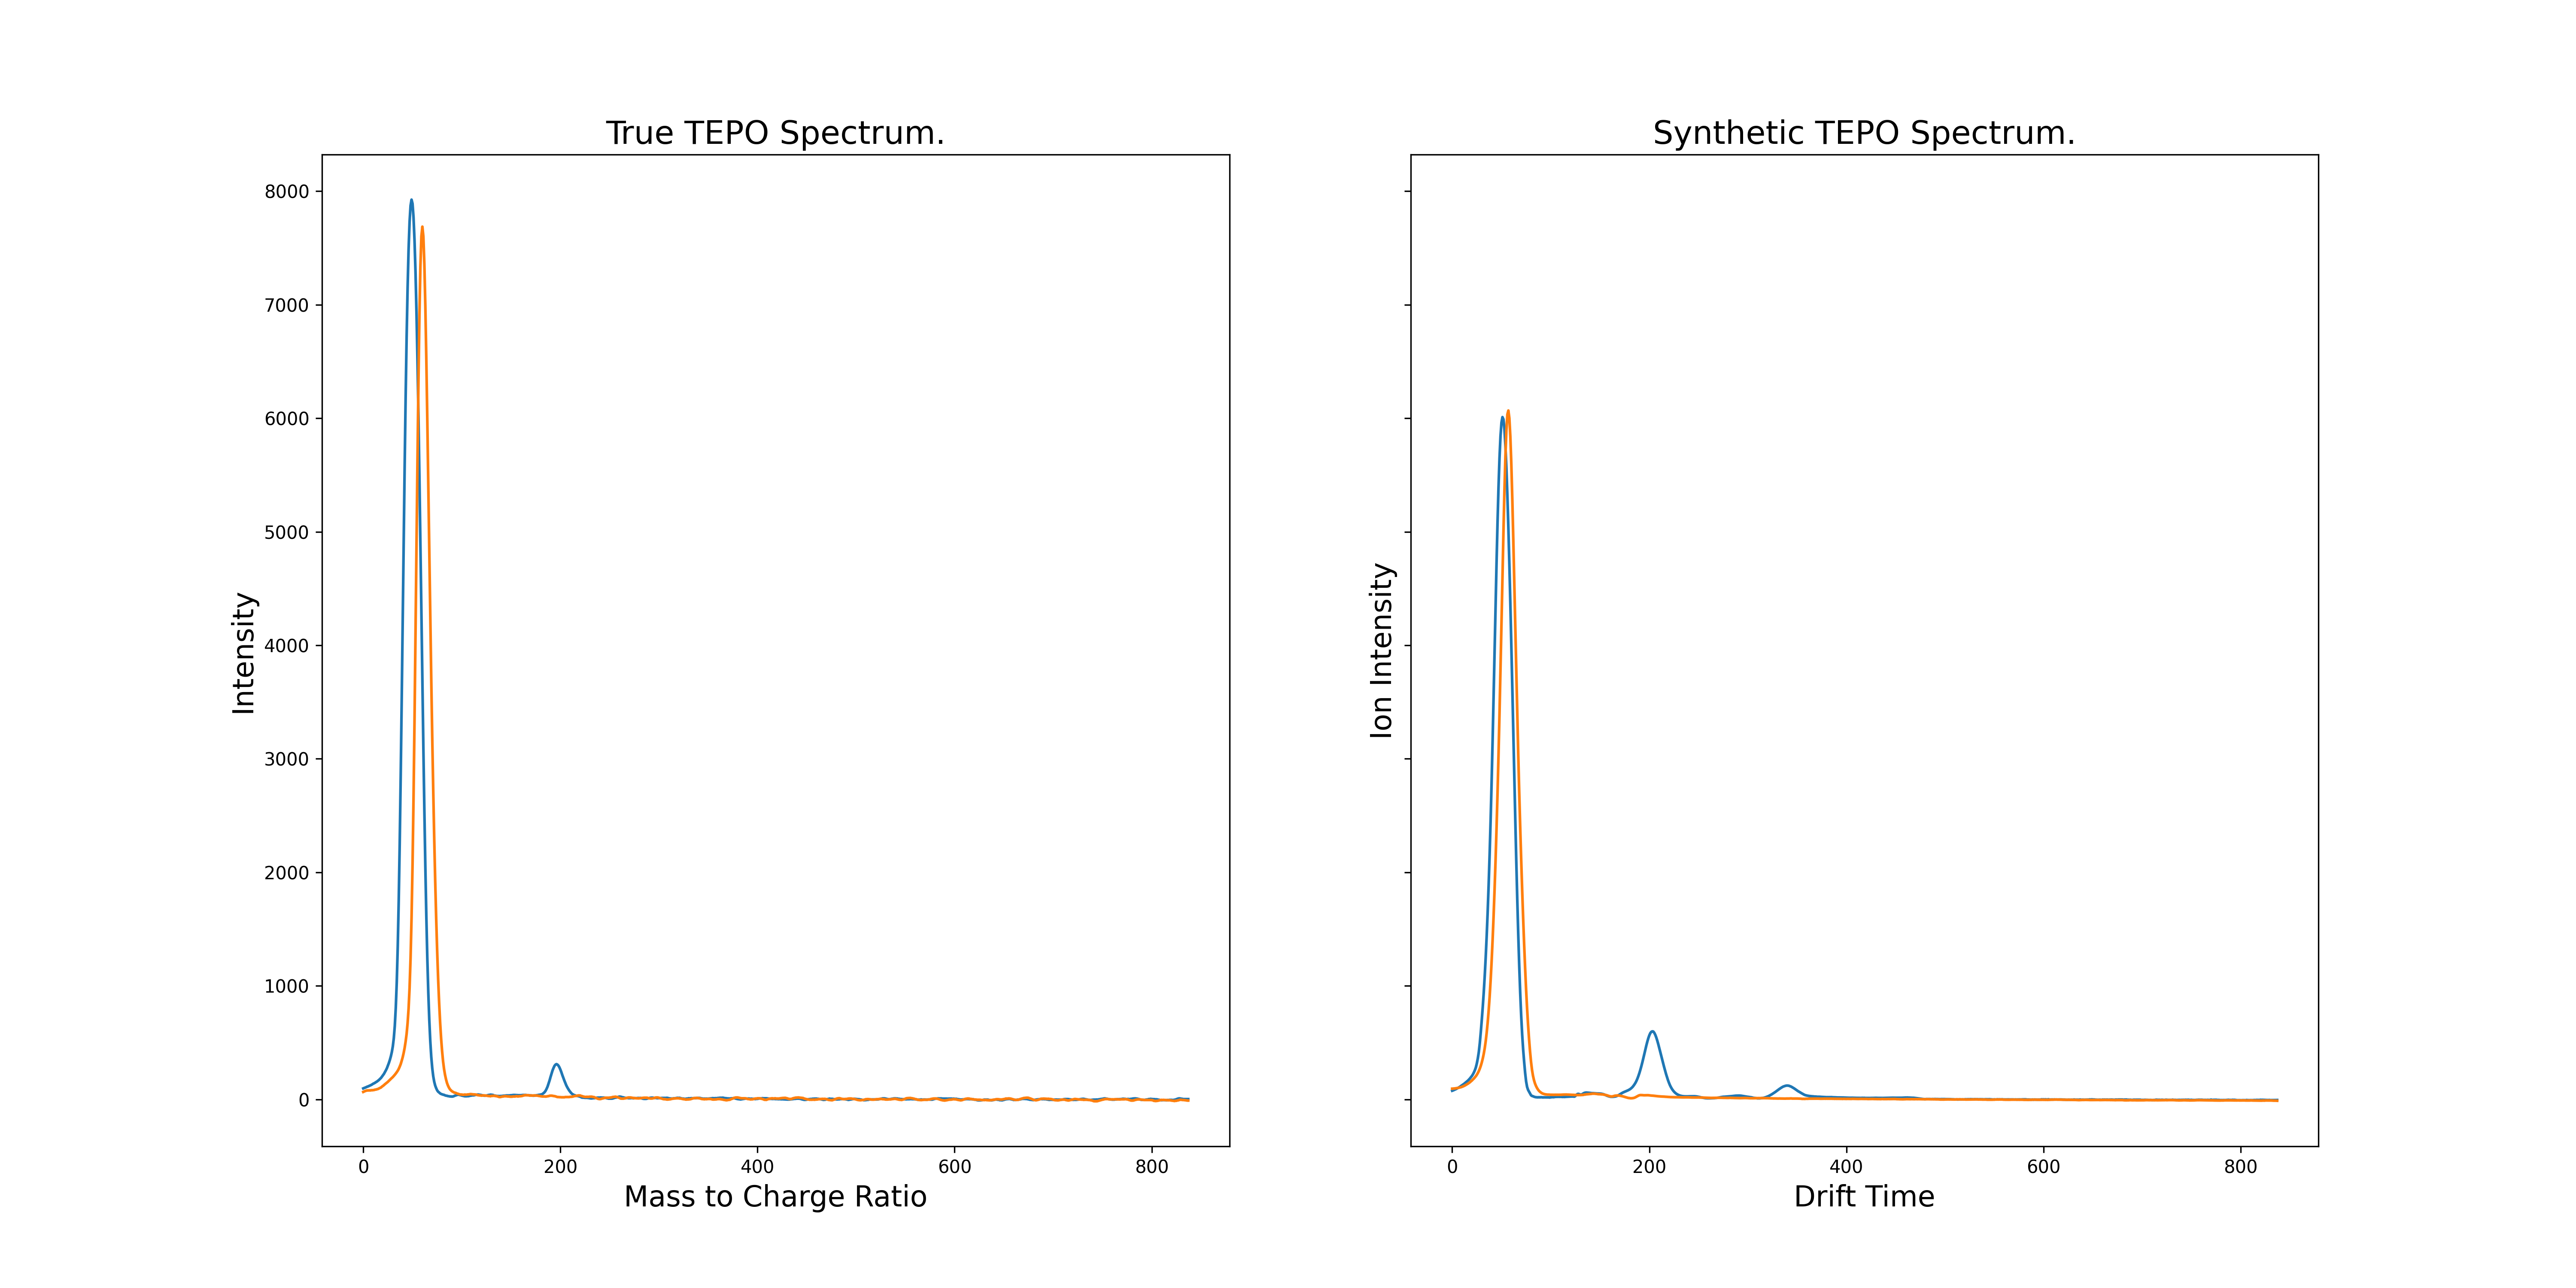 True TEPO Spectrum.
8000
7000
6000
5000
4000
3000
2000
1000
0
Intensity
0 200 400 600 800
Mass to Charge Ratio
Synthetic TEPO Spectrum.
Ion Intensity
0 200 400 600 800
Drift Time